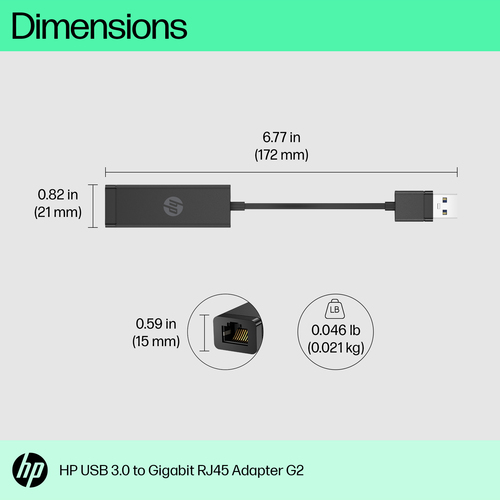 Dimensions
6.77 in
(172 mm)
0.82 in
(21 mm)
hp
0.59 in
(15 mm)
LB
0.046 lb
(0.021 kg)
hp
HP USB 3.0 to Gigabit RJ45 Adapter G2